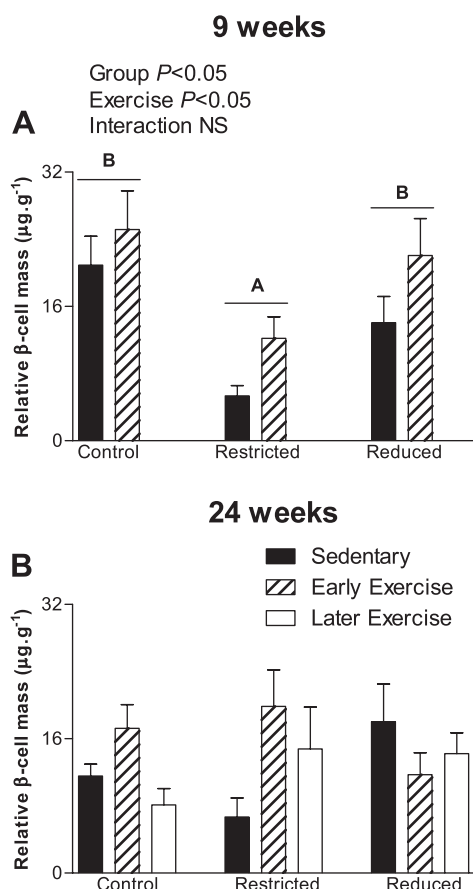 9 weeks
Group P<0.05
Exercise P<0.05
Interaction NS
A
Relative β-cell mass (µg.g⁻¹)
32
16
0
B
A
B
Control Restricted Reduced
24 weeks
B
Sedentary
Early Exercise
Later Exercise
Relative β-cell mass (µg.g⁻¹)
32
16
0
Control Restricted Reduced